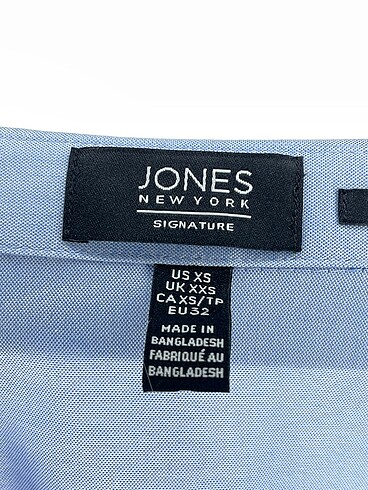 JONES
NEW YORK
SIGNATURE
US XS
UK XXS
CA XS/TP
EU 32
MADE IN
BANGLADESH
FABRIQUÉ AU
BANGLADESH